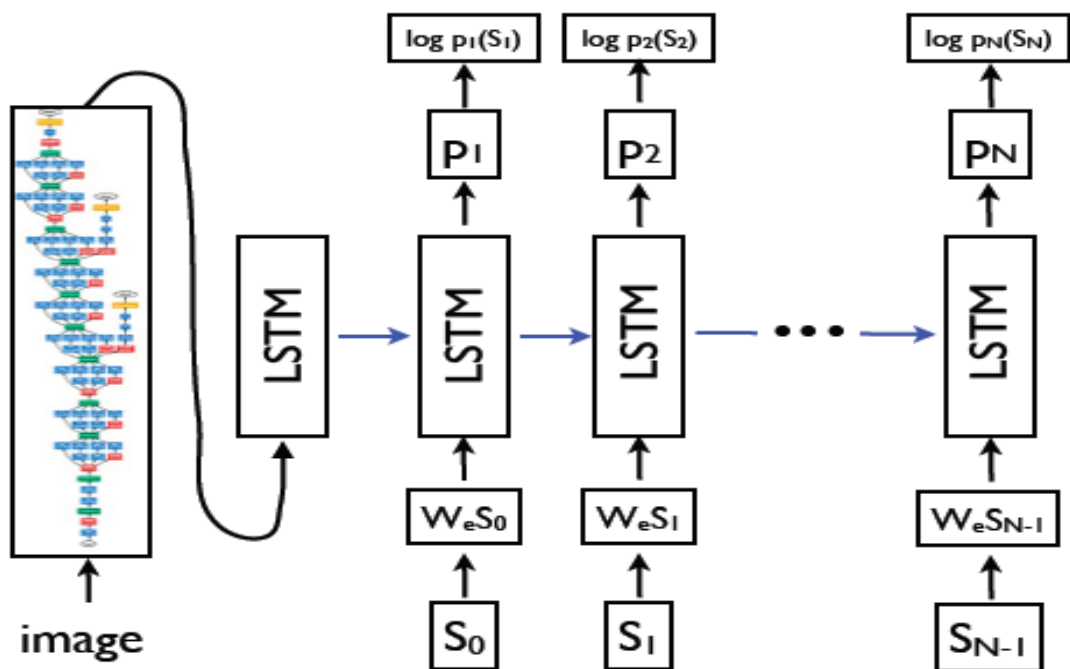 log p₁(S₁) log p₂(S₂) log pN(SN)
p₁ p₂ pN
LSTM LSTM LSTM LSTM
WₑS₀ WₑS₁ WₑSN-1
image S₀ S₁ SN-1